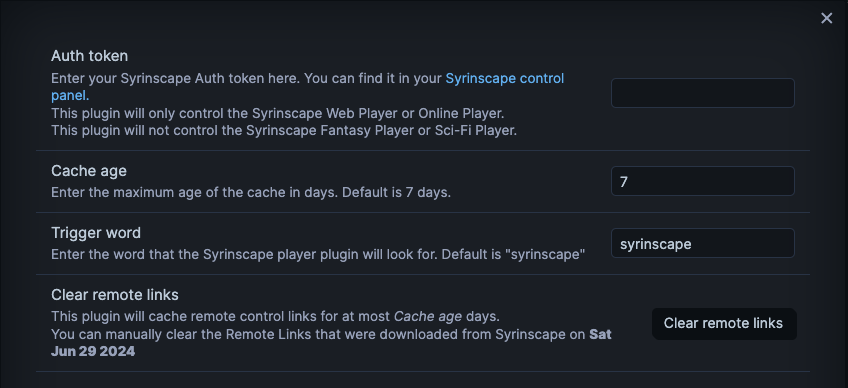 Auth token
Enter your Syrinscape Auth token here. You can find it in your Syrinscape control
panel.
This plugin will only control the Syrinscape Web Player or Online Player.
This plugin will not control the Syrinscape Fantasy Player or Sci-Fi Player.
Cache age
Enter the maximum age of the cache in days. Default is 7 days.
7
Trigger word
Enter the word that the Syrinscape player plugin will look for. Default is "syrinscape"
syrinscape
Clear remote links
This plugin will cache remote control links for at most Cache age days.
You can manually clear the Remote Links that were downloaded from Syrinscape on Sat
Jun 29 2024
Clear remote links